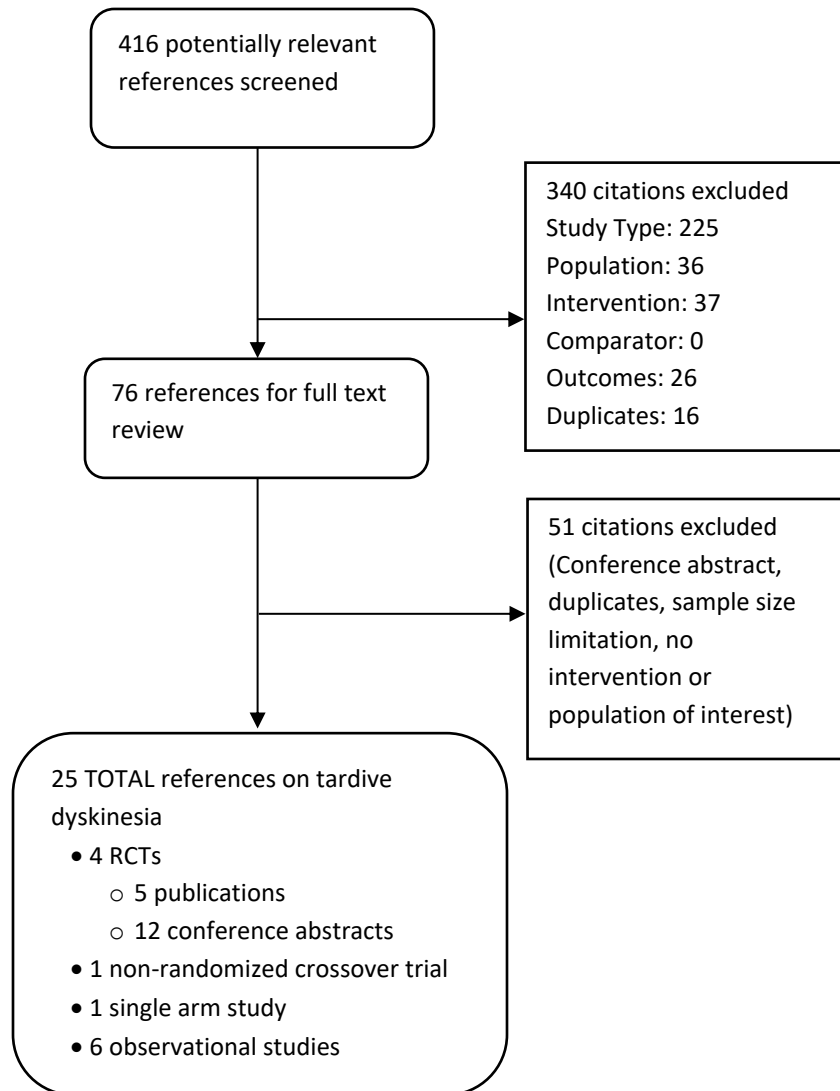 416 potentially relevant
references screened
340 citations excluded
Study Type: 225
Population: 36
Intervention: 37
Comparator: 0
Outcomes: 26
Duplicates: 16
76 references for full text
review
51 citations excluded
(Conference abstract,
duplicates, sample size
limitation, no
intervention or
population of interest)
25 TOTAL references on tardive
dyskinesia
• 4 RCTs
o 5 publications
o 12 conference abstracts
• 1 non-randomized crossover trial
• 1 single arm study
• 6 observational studies